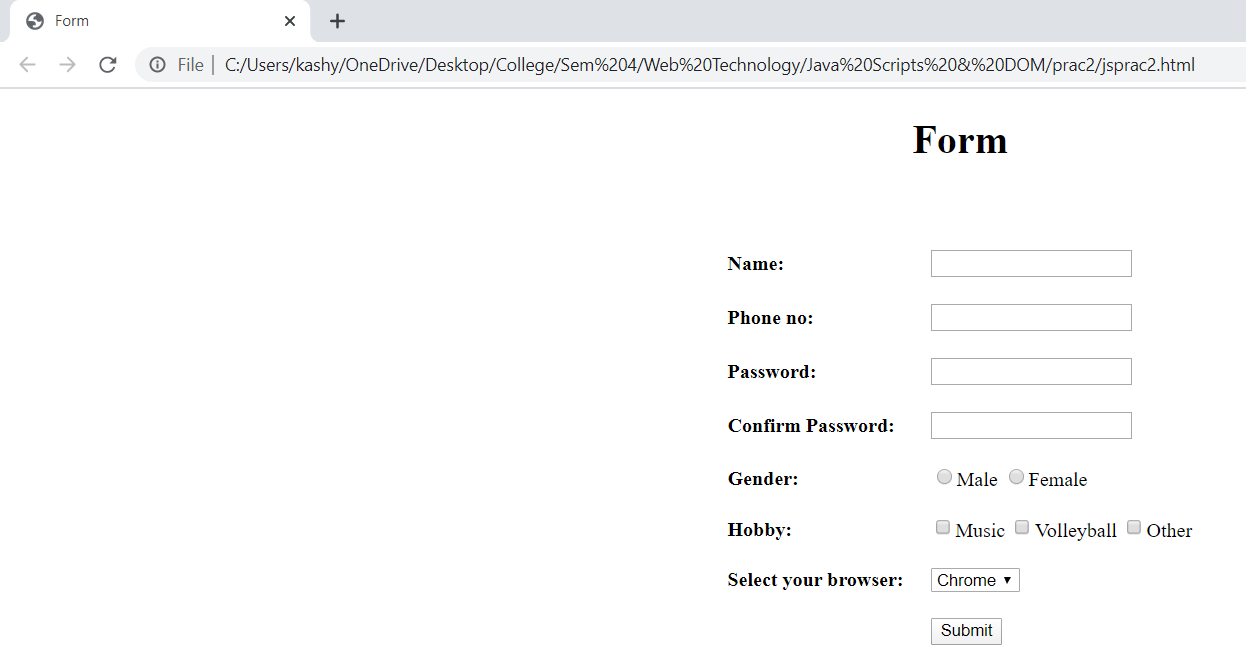 Form
File | C:/Users/kashy/OneDrive/Desktop/College/Sem%204/Web%20Technology/Java%20Scripts%20&%20DOM/prac2/jsprac2.html
Form
Name:
Phone no:
Password:
Confirm Password:
Gender: Male Female
Hobby: Music Volleyball Other
Select your browser: Chrome
Submit